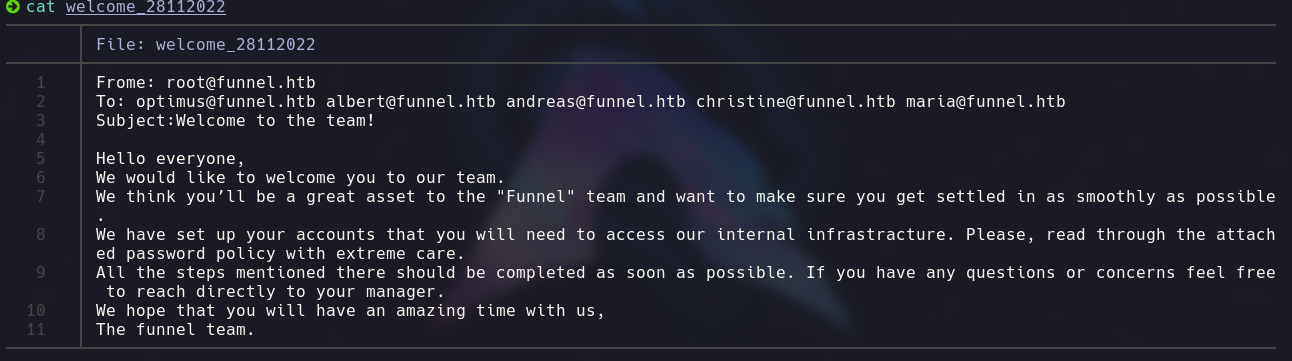 cat welcome_28112022
File: welcome_28112022
1 Frome: root@funnel.htb
2 To: optimus@funnel.htb albert@funnel.htb andreas@funnel.htb christine@funnel.htb maria@funnel.htb
3 Subject:Welcome to the team!
4
5 Hello everyone,
6 We would like to welcome you to our team.
7 We think you’ll be a great asset to the "Funnel" team and want to make sure you get settled in as smoothly as possible
.
8 We have set up your accounts that you will need to access our internal infrastracture. Please, read through the attach
ed password policy with extreme care.
9 All the steps mentioned there should be completed as soon as possible. If you have any questions or concerns feel free
to reach directly to your manager.
10 We hope that you will have an amazing time with us,
11 The funnel team.